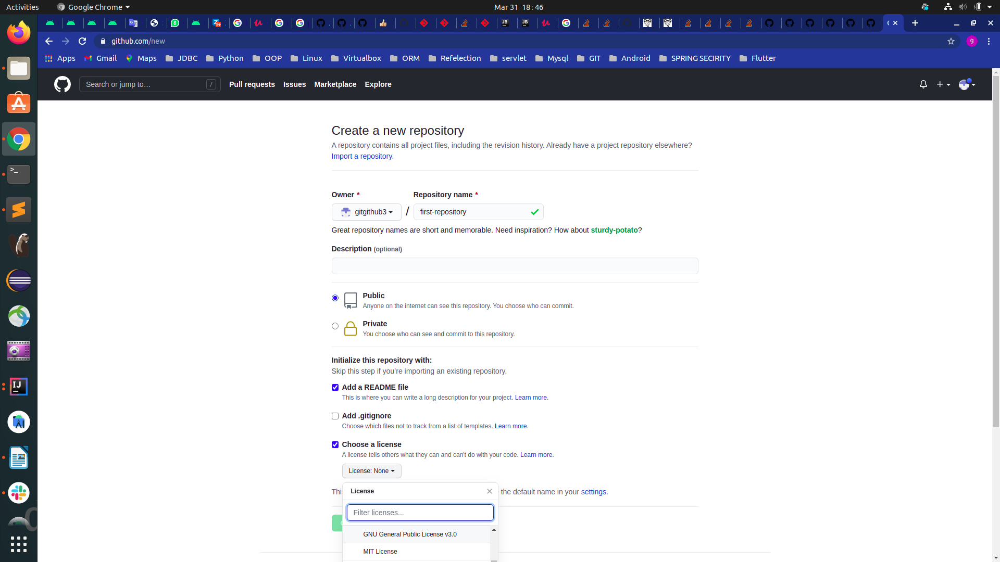 Activities
Google Chrome
Mar 31 18 : 46
github.com/new
g
Apps
Gmail
Maps
JDBC
Python
OOP
Linux
Virtualbox
ORM
Refelection
servlet
Mysql
GIT
Android
SPRING SECIRITY
Flutter
Search or jump to…
/
Pull requests
Issues
Marketplace
Explore
Create a new repository
A repository contains all project files, including the revision history. Already have a project repository elsewhere?
Import a repository.
Owner *
Repository name *
gitgithub3
/
first-repository
Great repository names are short and memorable. Need inspiration? How about sturdy-potato?
Description (optional)
Public
Anyone on the internet can see this repository. You choose who can commit.
Private
You choose who can see and commit to this repository.
Initialize this repository with:
Skip this step if you’re importing an existing repository.
Add a README file
This is where you can write a long description for your project. Learn more.
Add .gitignore
Choose which files not to track from a list of templates. Learn more.
Choose a license
A license tells others what they can and can't do with your code. Learn more.
License: None
the default name in your settings.
License
Filter licenses...
GNU General Public License v3.0
MIT License